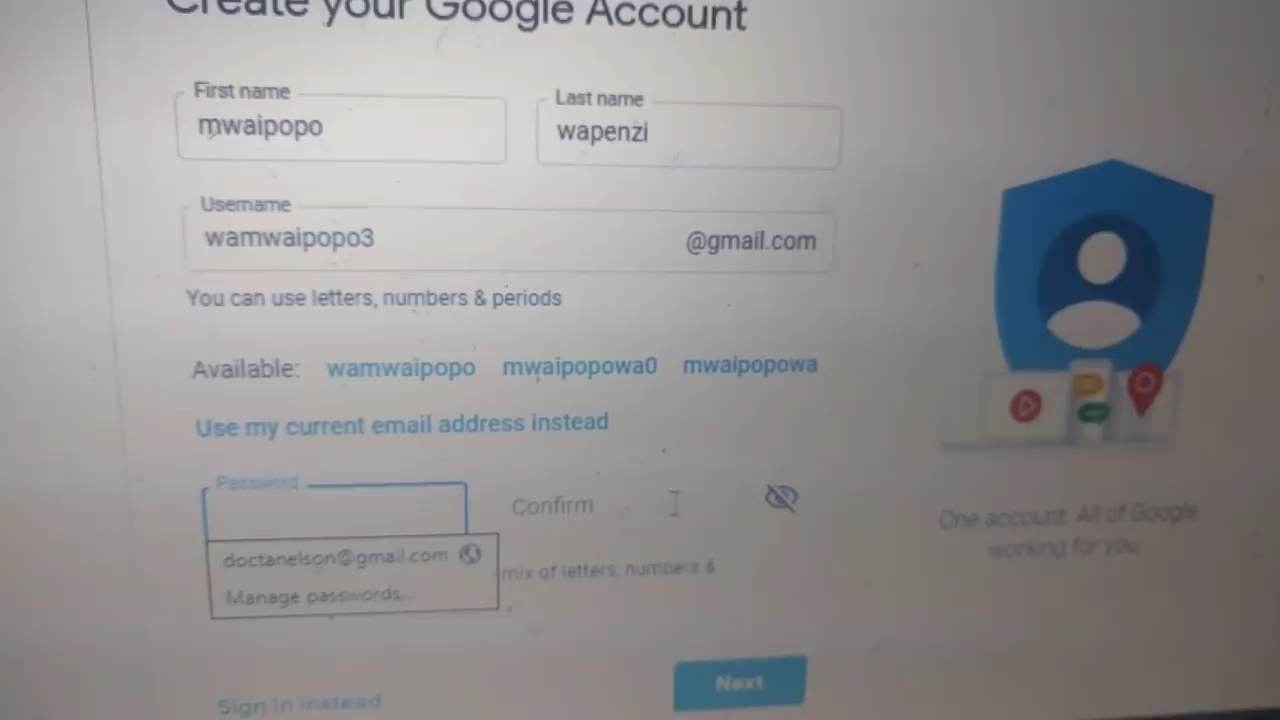 Create your Google Account
First name
mwaipopo
Last name
wapenzi
Username
wamwaipopo3
@gmail.com
You can use letters, numbers & periods
Available: wamwaipopo mwaipopowa0 mwaipopowa
Use my current email address instead
Password
Confirm
doctanelson@gmail.com
mix of letters, numbers &
Manage passwords...
One account. All of Google
working for you.
Sign in instead
Next